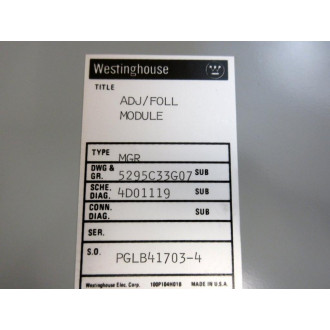 Westinghouse
TITLE
ADJ/FOLL
MODULE
TYPE MGR
DWG & GR. 5295C33G07 SUB
SCHE. DIAG. 4D01119 SUB
CONN. DIAG. SUB
SER.
S.O. PGLB41703-4
Westinghouse Elec. Corp. 100P184H018 MADE IN U.S.A.